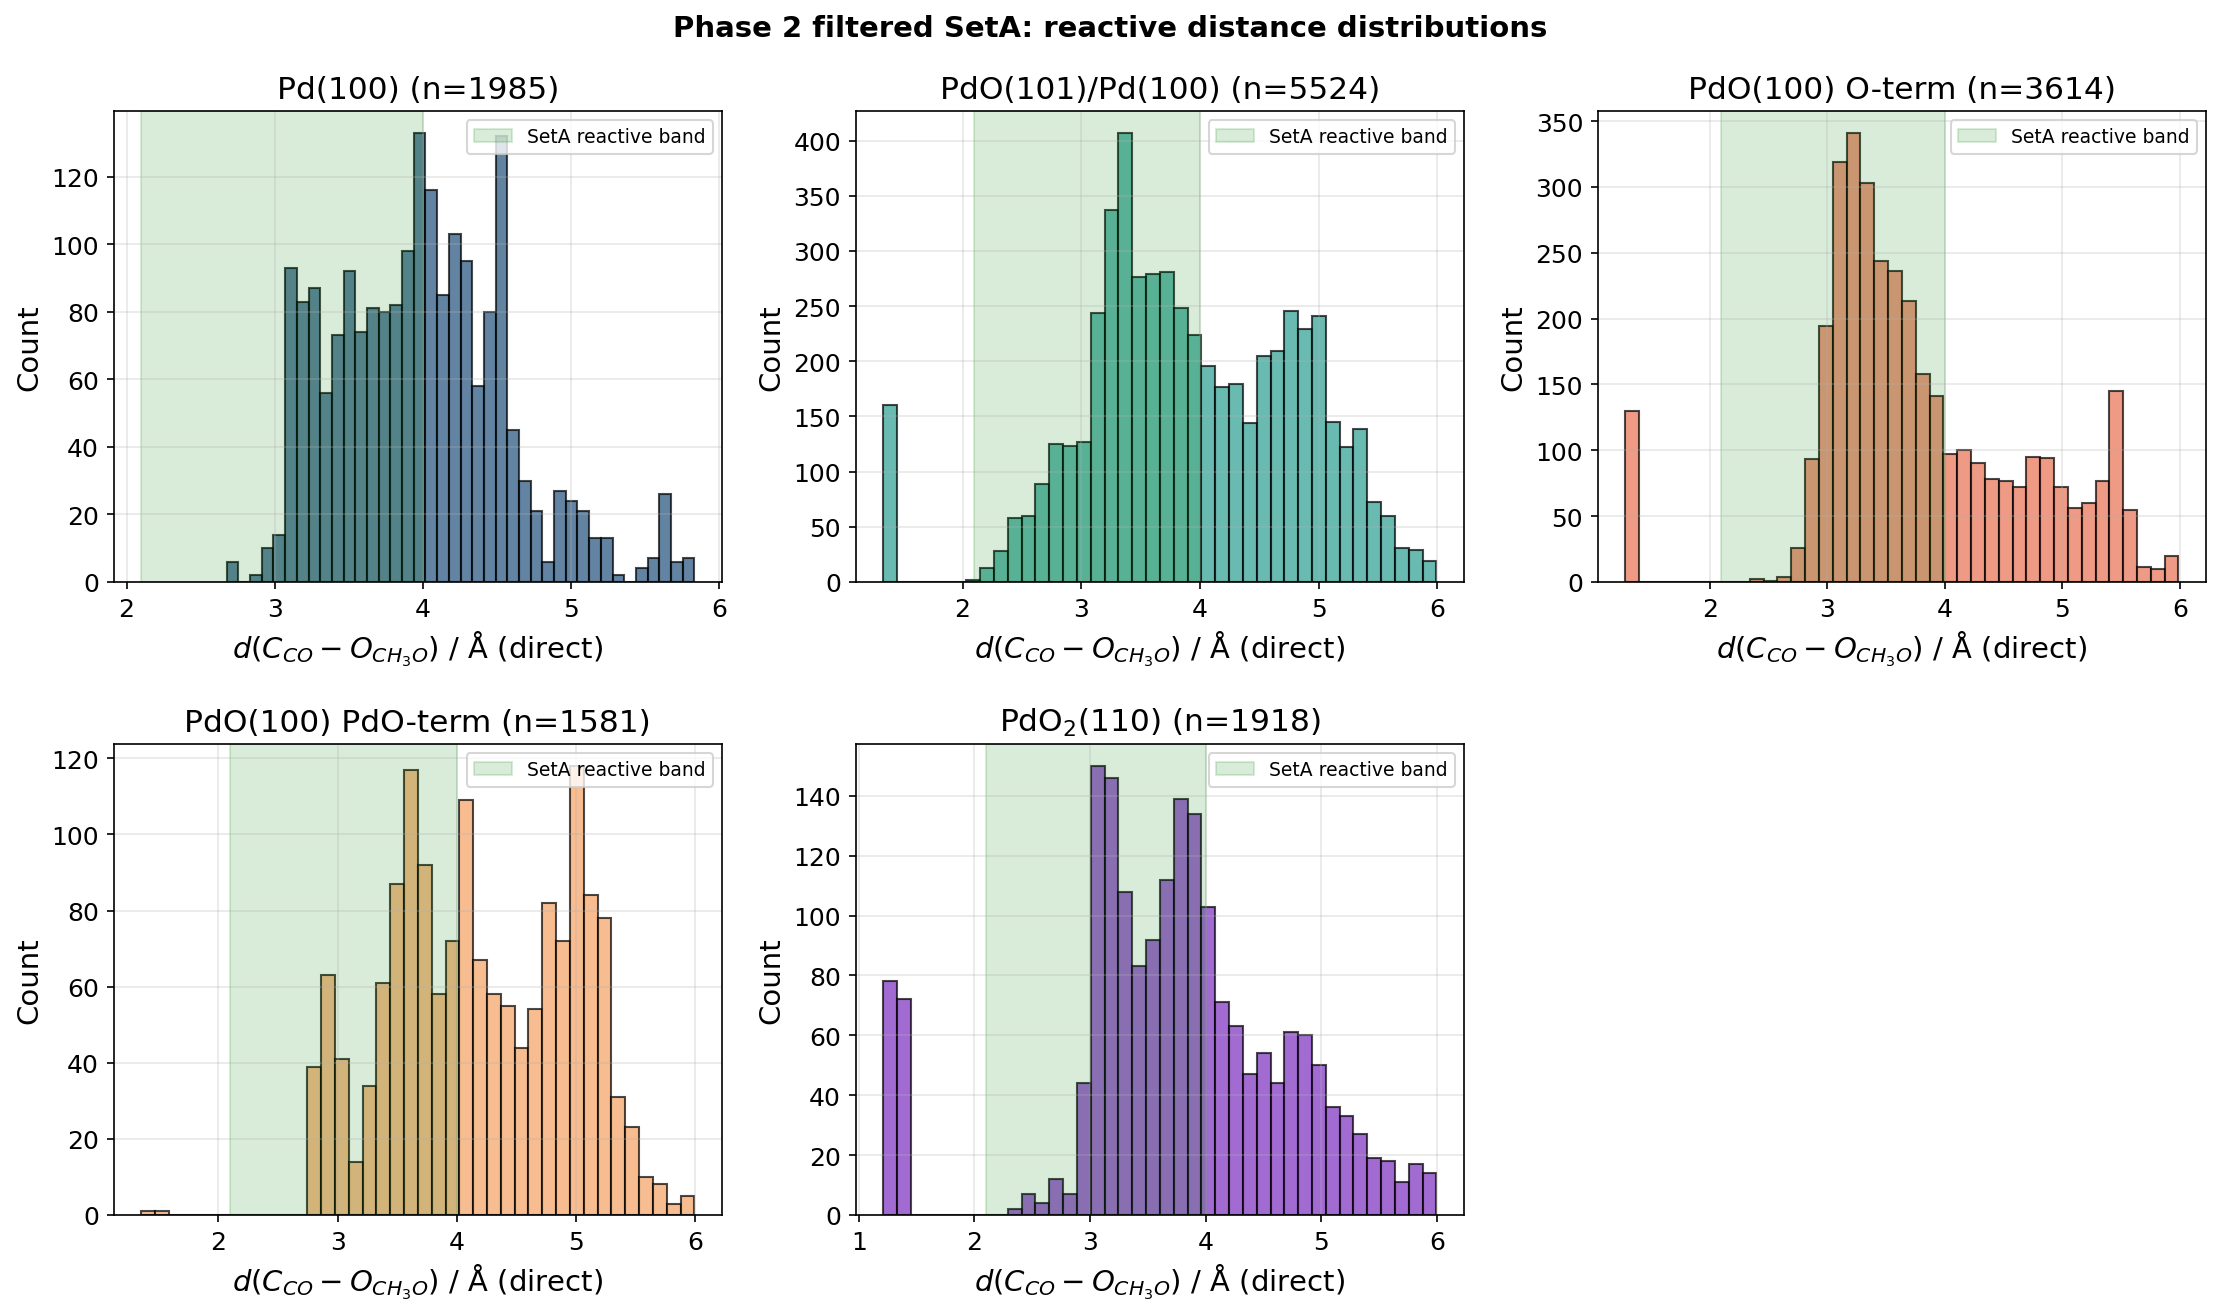 Phase 2 filtered SetA: reactive distance distributions
Pd(100) (n=1985)
SetA reactive band
Count
0
20
40
60
80
100
120
2 3 4 5 6
d(C_CO − O_CH₃O) / Å (direct)
PdO(101)/Pd(100) (n=5524)
SetA reactive band
Count
0
50
100
150
200
250
300
350
400
2 3 4 5 6
d(C_CO − O_CH₃O) / Å (direct)
PdO(100) O-term (n=3614)
SetA reactive band
Count
0
50
100
150
200
250
300
350
2 3 4 5 6
d(C_CO − O_CH₃O) / Å (direct)
PdO(100) PdO-term (n=1581)
SetA reactive band
Count
0
20
40
60
80
100
120
2 3 4 5 6
d(C_CO − O_CH₃O) / Å (direct)
PdO₂(110) (n=1918)
SetA reactive band
Count
0
20
40
60
80
100
120
140
1 2 3 4 5 6
d(C_CO − O_CH₃O) / Å (direct)